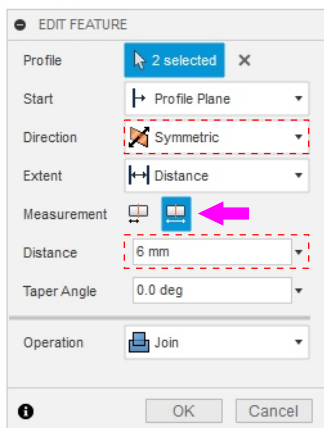 EDIT FEATURE
Profile 2 selected
Start Profile Plane
Direction Symmetric
Extent Distance
Measurement
Distance 6 mm
Taper Angle 0.0 deg
Operation Join
OK Cancel